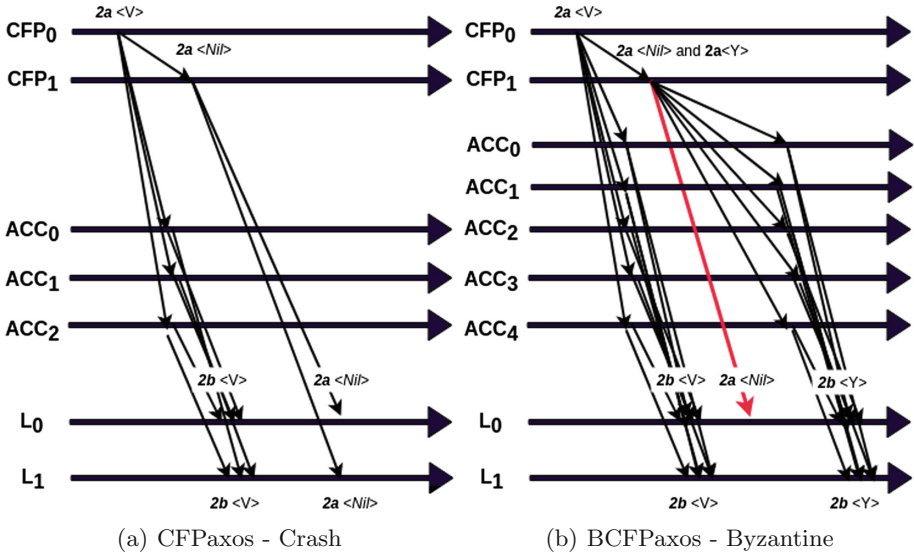 2a <V>
CFP0
2a <Nil>
CFP1
ACC0
ACC1
ACC2
2b <V>
2a <Nil>
L0
L1
2b <V>
2a <Nil>
(a) CFPaxos - Crash
2a <V>
CFP0
2a <Nil> and 2a<Y>
CFP1
ACC0
ACC1
ACC2
ACC3
ACC4
2b <V>
2a <Nil>
2b <Y>
L0
L1
2b <V>
2b <Y>
(b) BCFPaxos - Byzantine